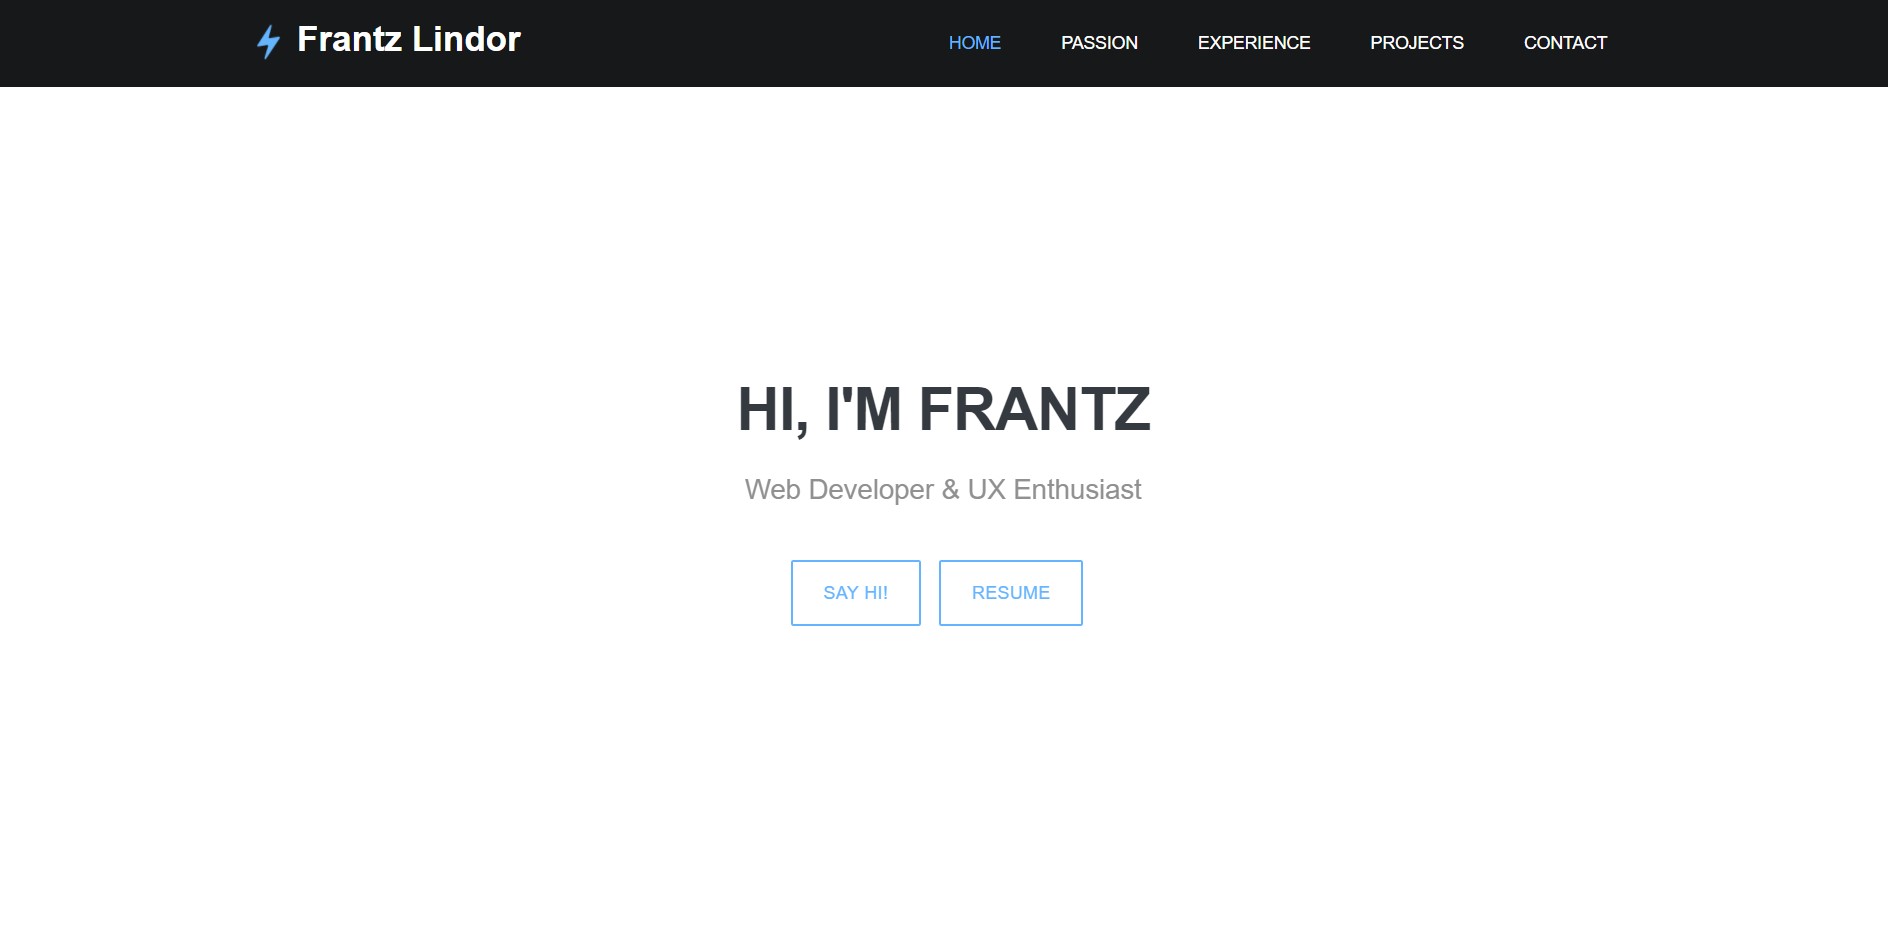 Frantz Lindor
HOME PASSION EXPERIENCE PROJECTS CONTACT
HI, I'M FRANTZ
Web Developer & UX Enthusiast
SAY HI! RESUME